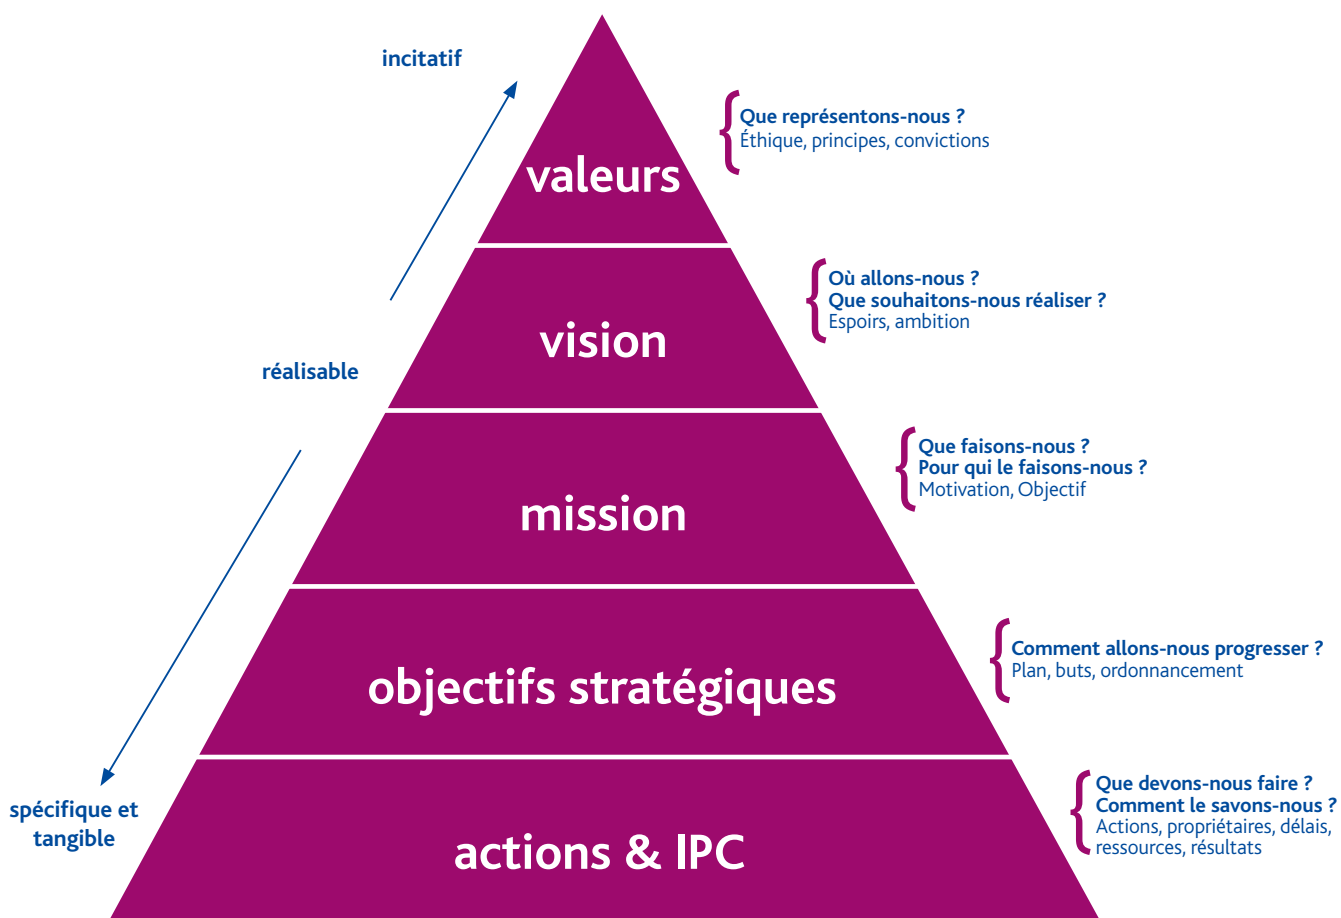 incitatif
Que représentons-nous ?
Éthique, principes, convictions
valeurs
Où allons-nous ?
Que souhaitons-nous réaliser ?
Espoirs, ambition
vision
réalisable
Que faisons-nous ?
Pour qui le faisons-nous ?
Motivation, Objectif
mission
Comment allons-nous progresser ?
Plan, buts, ordonnancement
objectifs stratégiques
spécifique et
tangible
Que devons-nous faire ?
Comment le savons-nous ?
Actions, propriétaires, délais,
ressources, résultats
actions & IPC